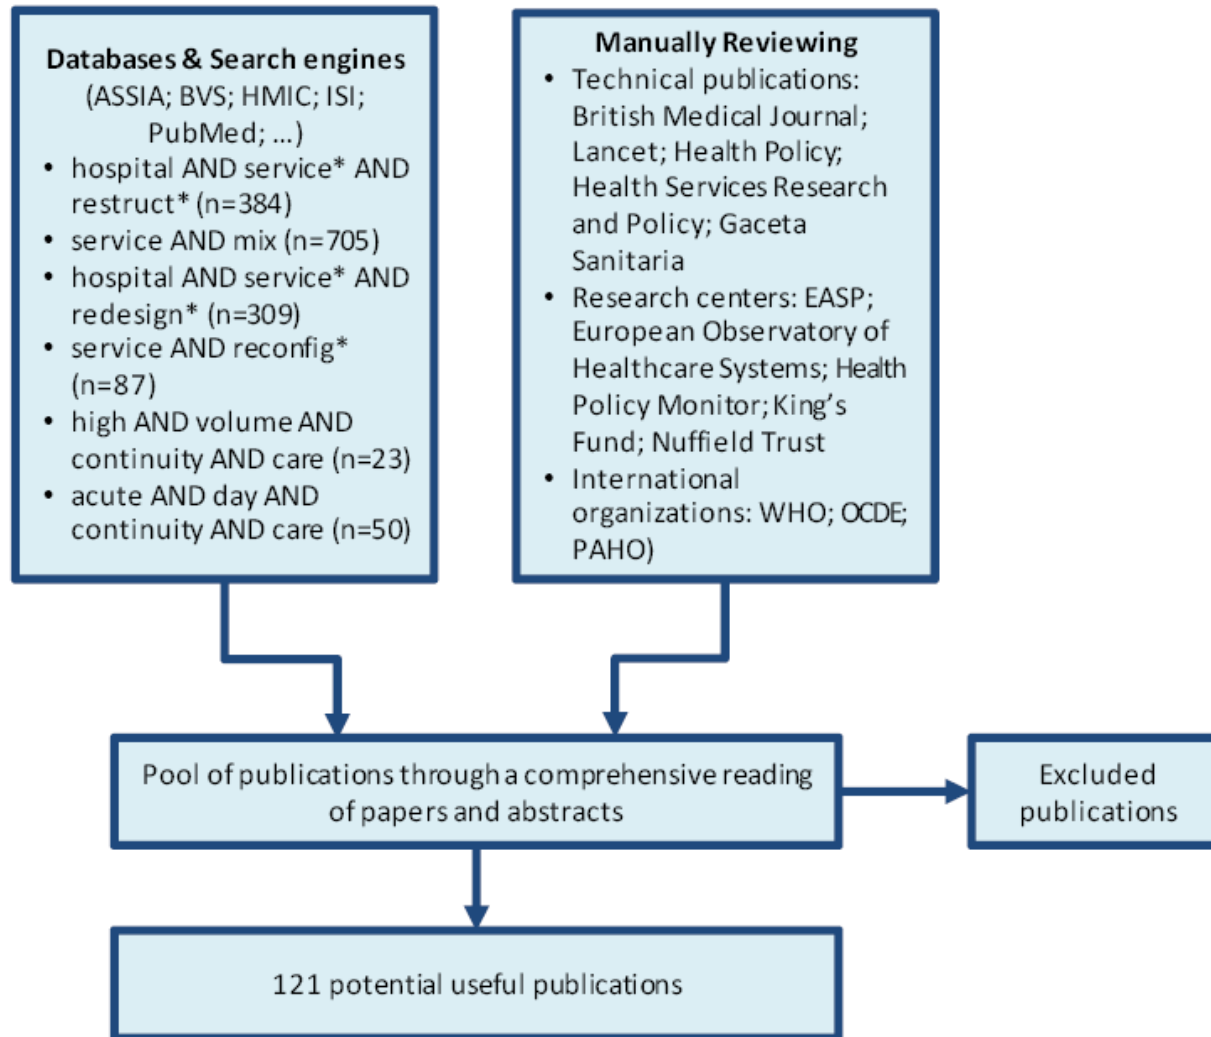 Databases & Search engines
(ASSIA; BVS; HMIC; ISI;
PubMed; ...)
• hospital AND service* AND
restruct* (n=384)
• service AND mix (n=705)
• hospital AND service* AND
redesign* (n=309)
• service AND reconfig*
(n=87)
• high AND volume AND
continuity AND care (n=23)
• acute AND day AND
continuity AND care (n=50)
Manually Reviewing
• Technical publications:
British Medical Journal;
Lancet; Health Policy;
Health Services Research
and Policy; Gaceta
Sanitaria
• Research centers: EASP;
European Observatory of
Healthcare Systems; Health
Policy Monitor; King's
Fund; Nuffield Trust
• International
organizations: WHO; OCDE;
PAHO)
Pool of publications through a comprehensive reading
of papers and abstracts
Excluded
publications
121 potential useful publications